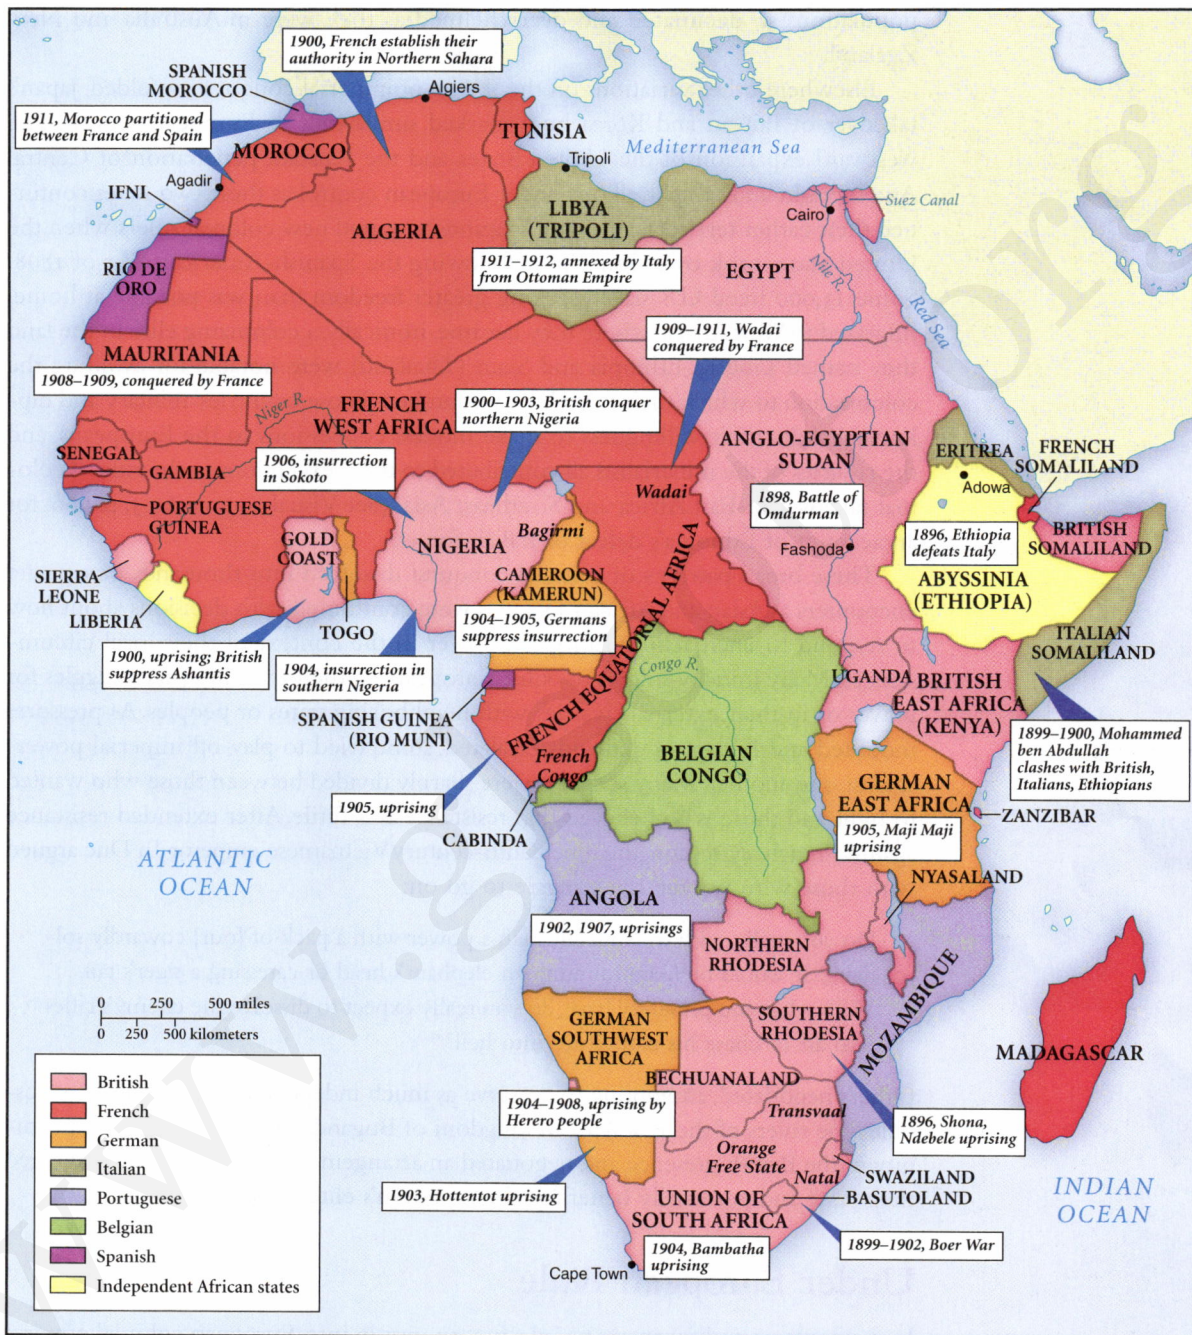 1900, French establish their
authority in Northern Sahara
SPANISH
MOROCCO
Algiers
1911, Morocco partitioned
between France and Spain
MOROCCO
TUNISIA
Mediterranean Sea
Tripoli
Agadir
IFNI
Cairo
Suez Canal
ALGERIA
LIBYA
(TRIPOLI)
1911–1912, annexed by Italy
from Ottoman Empire
EGYPT
Nile R.
RIO DE
ORO
Red Sea
MAURITANIA
1908–1909, conquered by France
1909–1911, Wadai
conquered by France
Niger R.
FRENCH
WEST AFRICA
1900–1903, British conquer
northern Nigeria
ANGLO-EGYPTIAN
SUDAN
ERITREA
FRENCH
SOMALILAND
SENEGAL
GAMBIA
1906, insurrection
in Sokoto
Wadai
Adowa
1898, Battle of
Omdurman
PORTUGUESE
GUINEA
GOLD
COAST
NIGERIA
Bagirmi
Fashoda
1896, Ethiopia
defeats Italy
BRITISH
SOMALILAND
SIERRA
LEONE
LIBERIA
TOGO
CAMEROON
(KAMERUN)
1904–1905, Germans
suppress insurrection
ABYSSINIA
(ETHIOPIA)
ITALIAN
SOMALILAND
1900, uprising; British
suppress Ashantis
1904, insurrection in
southern Nigeria
FRENCH EQUATORIAL AFRICA
Congo R.
UGANDA
BRITISH
EAST AFRICA
(KENYA)
SPANISH GUINEA
(RIO MUNI)
French
Congo
BELGIAN
CONGO
1899–1900, Mohammed
ben Abdullah
clashes with British,
Italians, Ethiopians
1905, uprising
CABINDA
GERMAN
EAST AFRICA
1905, Maji Maji
uprising
ZANZIBAR
ATLANTIC
OCEAN
NYASALAND
ANGOLA
1902, 1907, uprisings
NORTHERN
RHODESIA
MOZAMBIQUE
0 250 500 miles
0 250 500 kilometers
GERMAN
SOUTHWEST
AFRICA
SOUTHERN
RHODESIA
MADAGASCAR
BECHUANALAND
1904–1908, uprising by
Herero people
Transvaal
1896, Shona,
Ndebele uprising
Orange
Free State
Natal
SWAZILAND
BASUTOLAND
1903, Hottentot uprising
UNION OF
SOUTH AFRICA
INDIAN
OCEAN
1904, Bambatha
uprising
1899–1902, Boer War
Cape Town
British
French
German
Italian
Portuguese
Belgian
Spanish
Independent African states